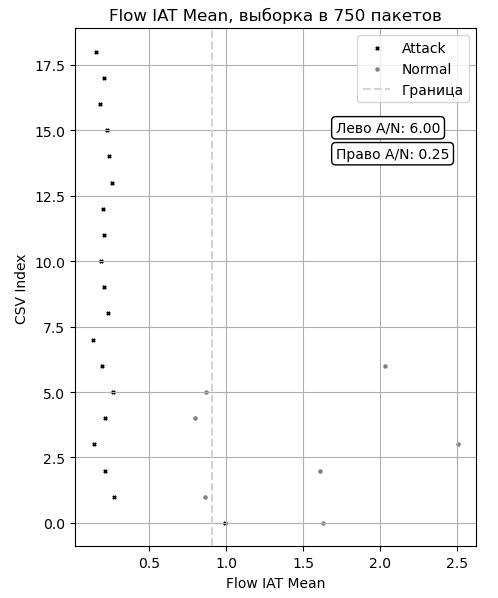 Flow IAT Mean, выборка в 750 пакетов
Attack
Normal
Граница
Лево A/N: 6.00
Право A/N: 0.25
17.5
15.0
12.5
10.0
7.5
5.0
2.5
0.0
CSV Index
0.5
1.0
1.5
2.0
2.5
Flow IAT Mean